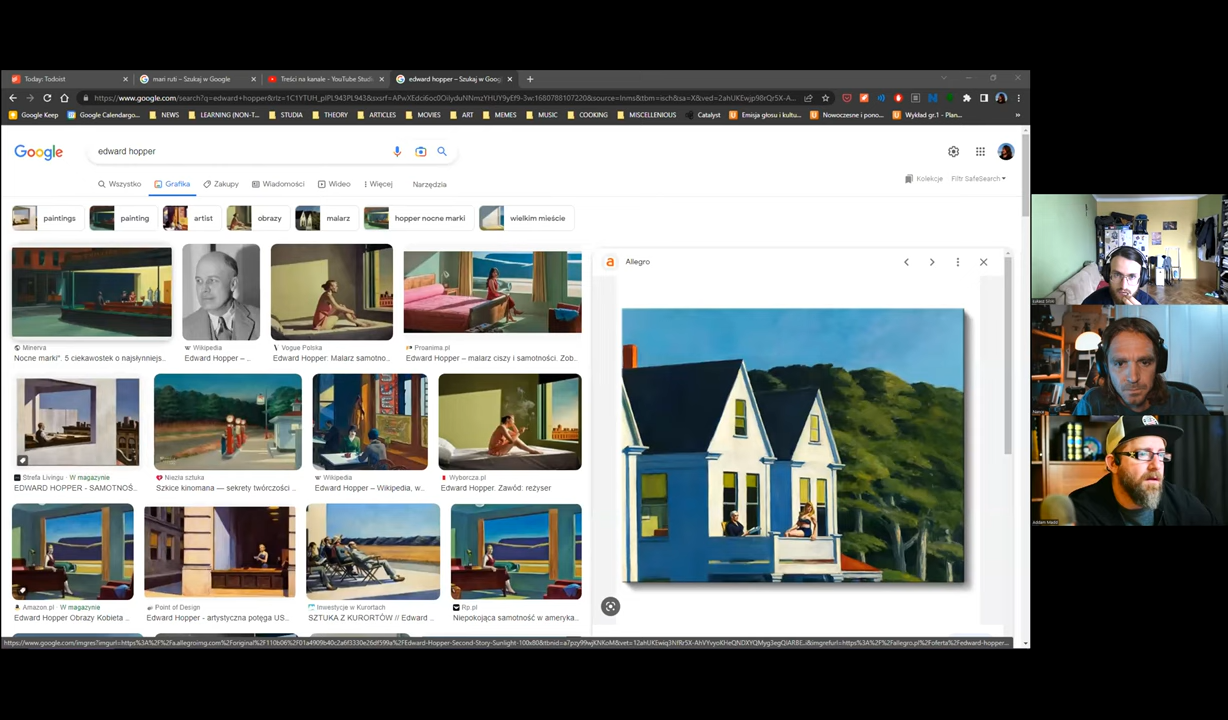 Today: Todoist
mari ruti – Szukaj w Google
Treści na kanale - YouTube Studi
edward hopper – Szukaj w Goog
Google Keep
Google Calendargo...
NEWS
LEARNING (NON-T...
STUDIA
THEORY
ARTICLES
MOVIES
ART
MEMES
MUSIC
COOKING
MISCELLENIOUS
Catalyst
Emisja głosu i kultu...
Nowoczesne i pono...
Wykład gr.1 - Plan...
Google
edward hopper
Wszystko
Grafika
Zakupy
Wiadomości
Wideo
Więcej
Narzędzia
Kolekcje
Filtr SafeSearch
paintings
painting
artist
obrazy
malarz
hopper nocne marki
wielkim mieście
a Allegro
Minerva
Nocne marki". 5 ciekawostek o najsłynniejs...
Wikipedia
Edward Hopper – ...
Vogue Polska
Edward Hopper: Malarz samotno...
Proanima.pl
Edward Hopper – malarz ciszy i samotności. Zob...
Strefa Livingu · W magazynie
EDWARD HOPPER - SAMOTNOŚ...
Niezła sztuka
Szkice kinomana — sekrety twórczości ...
Wikipedia
Edward Hopper – Wikipedia, w...
Wyborcza.pl
Edward Hopper. Zawód: reżyser
Amazon.pl · W magazynie
Edward Hopper Obrazy Kobieta ...
Point of Design
Edward Hopper - artystyczna potęga US...
Inwestycje w Kurortach
SZTUKA Z KURORTÓW // Edward ...
Rp.pl
Niepokojąca samotność w ameryka...